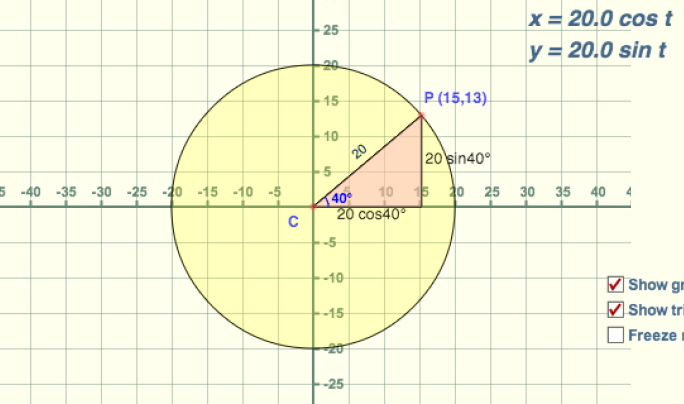 x = 20.0 cos t
y = 20.0 sin t
25
20
15
10
5
P (15,13)
20
20 sin40°
5 -40 -35 -30 -25 -20 -15 -10 -5 5 10 15 20 25 30 35 40 4
40°
20 cos40°
C
-5
-10
-15
-20
-25
Show gr
Show tri
Freeze